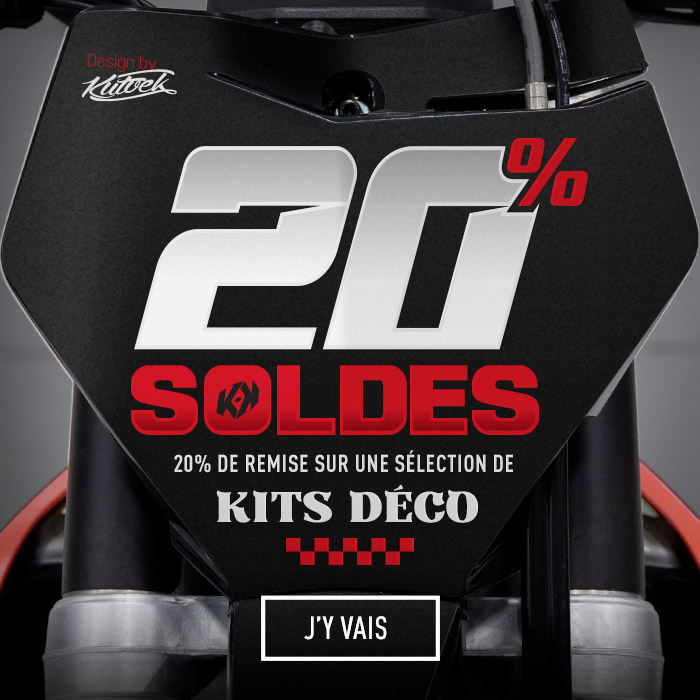 Design by
Kutvek
20%
SOLDES
20% DE REMISE SUR UNE SÉLECTION DE
KITS DÉCO
J'Y VAIS